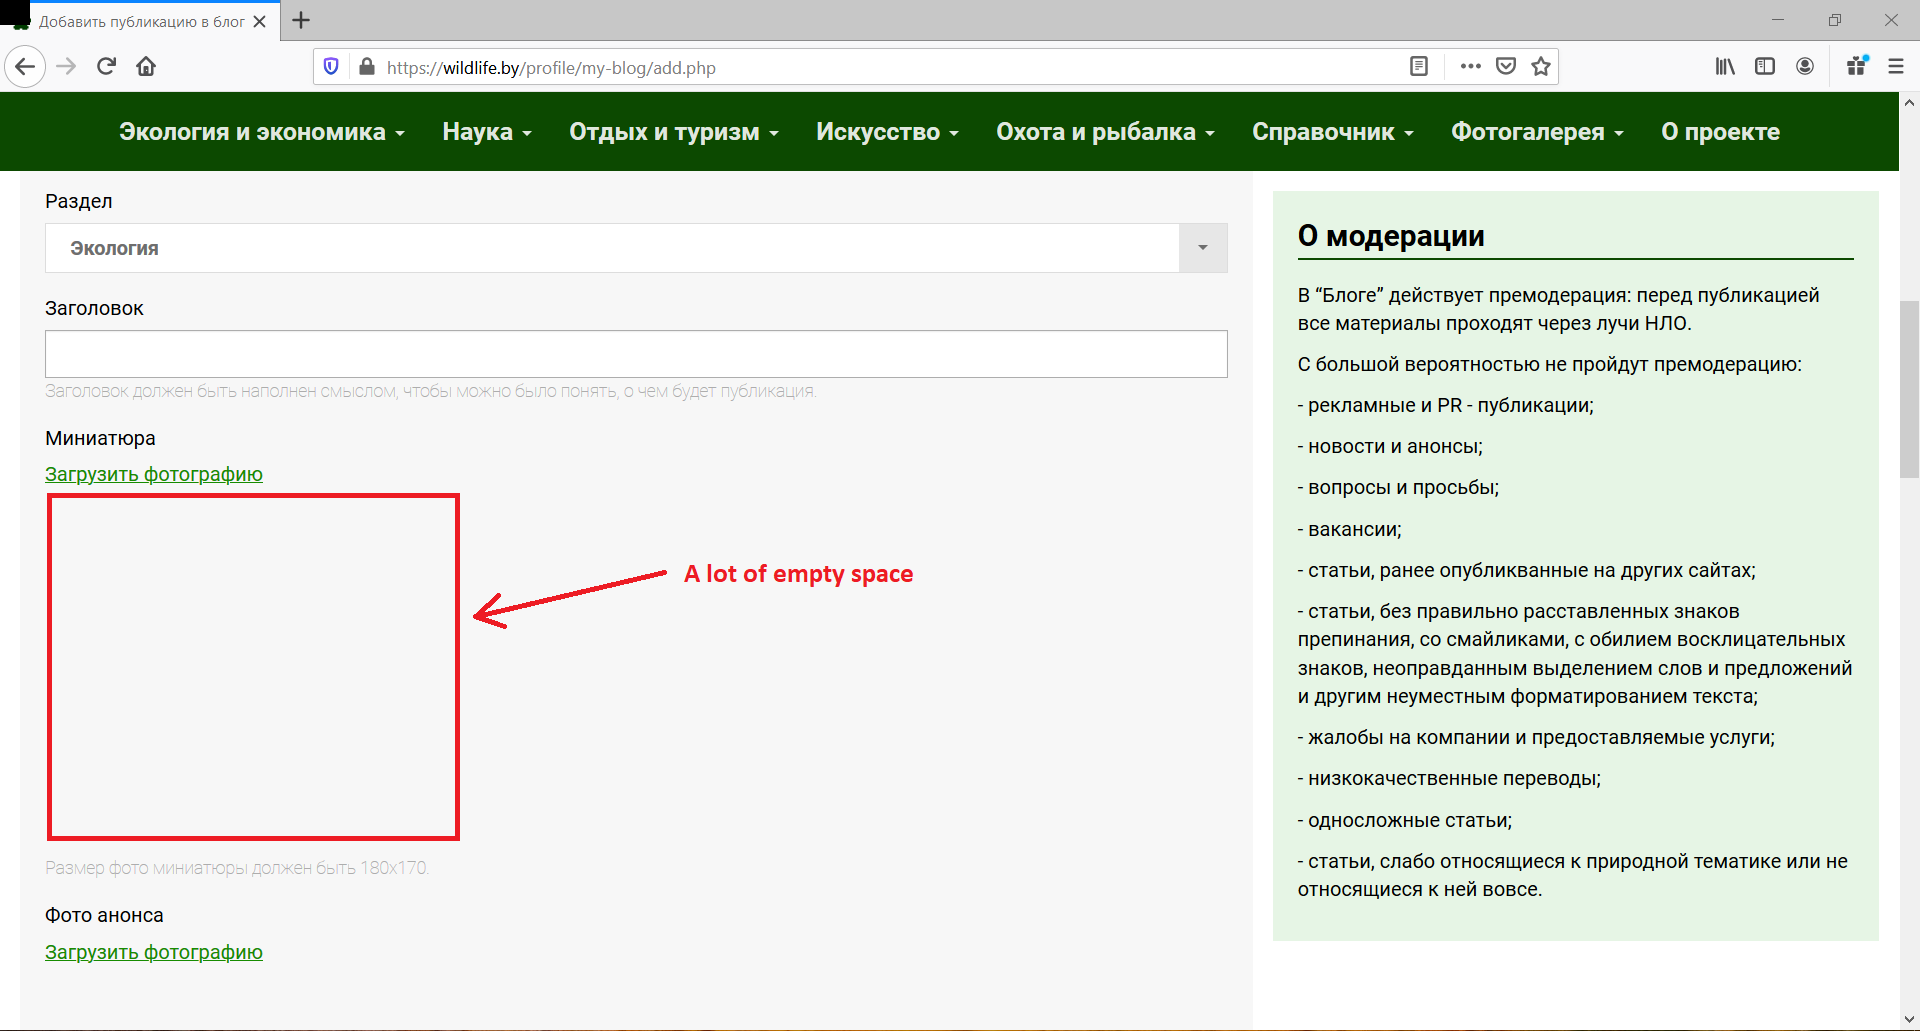 Добавить публикацию в блог
https://wildlife.by/profile/my-blog/add.php
Экология и экономика
Наука
Отдых и туризм
Искусство
Охота и рыбалка
Справочник
Фотогалерея
О проекте
Раздел
Экология
Заголовок
Заголовок должен быть наполнен смыслом, чтобы можно было понять, о чем будет публикация.
Миниатюра
Загрузить фотографию
A lot of empty space
Размер фото миниатюры должен быть 180x170.
Фото анонса
Загрузить фотографию
О модерации
В “Блоге” действует премодерация: перед публикацией
все материалы проходят через лучи НЛО.
С большой вероятностью не пройдут премодерацию:
- рекламные и PR - публикации;
- новости и анонсы;
- вопросы и просьбы;
- вакансии;
- статьи, ранее опубликванные на других сайтах;
- статьи, без правильно расставленных знаков
препинания, со смайликами, с обилием восклицательных
знаков, неоправданным выделением слов и предложений
и другим неуместным форматированием текста;
- жалобы на компании и предоставляемые услуги;
- низкокачественные переводы;
- односложные статьи;
- статьи, слабо относящиеся к природной тематике или не
относящиеся к ней вовсе.